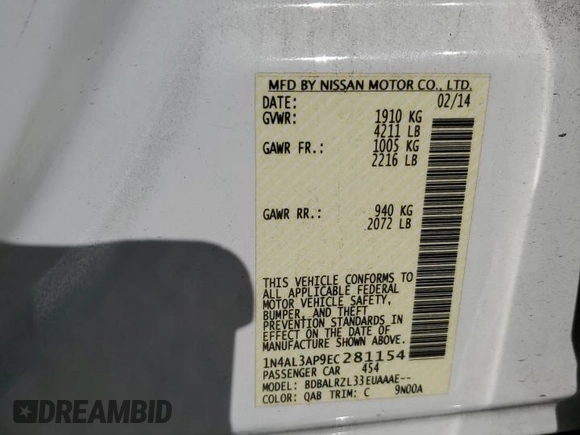 MFD BY NISSAN MOTOR CO., LTD.
DATE: 02/14
GVWR: 1910 KG
4211 LB
GAWR FR.: 1005 KG
2216 LB
GAWR RR.: 940 KG
2072 LB
THIS VEHICLE CONFORMS TO
ALL APPLICABLE FEDERAL
MOTOR VEHICLE SAFETY,
BUMPER, AND THEFT
PREVENTION STANDARDS IN
EFFECT ON THE DATE OF
MANUFACTURE SHOWN ABOVE.
1N4AL3AP9EC281154
PASSENGER CAR 454
MODEL: BDBALRZL33EUAAAE--
COLOR: QAB TRIM: C 9N00A
DREAMBID